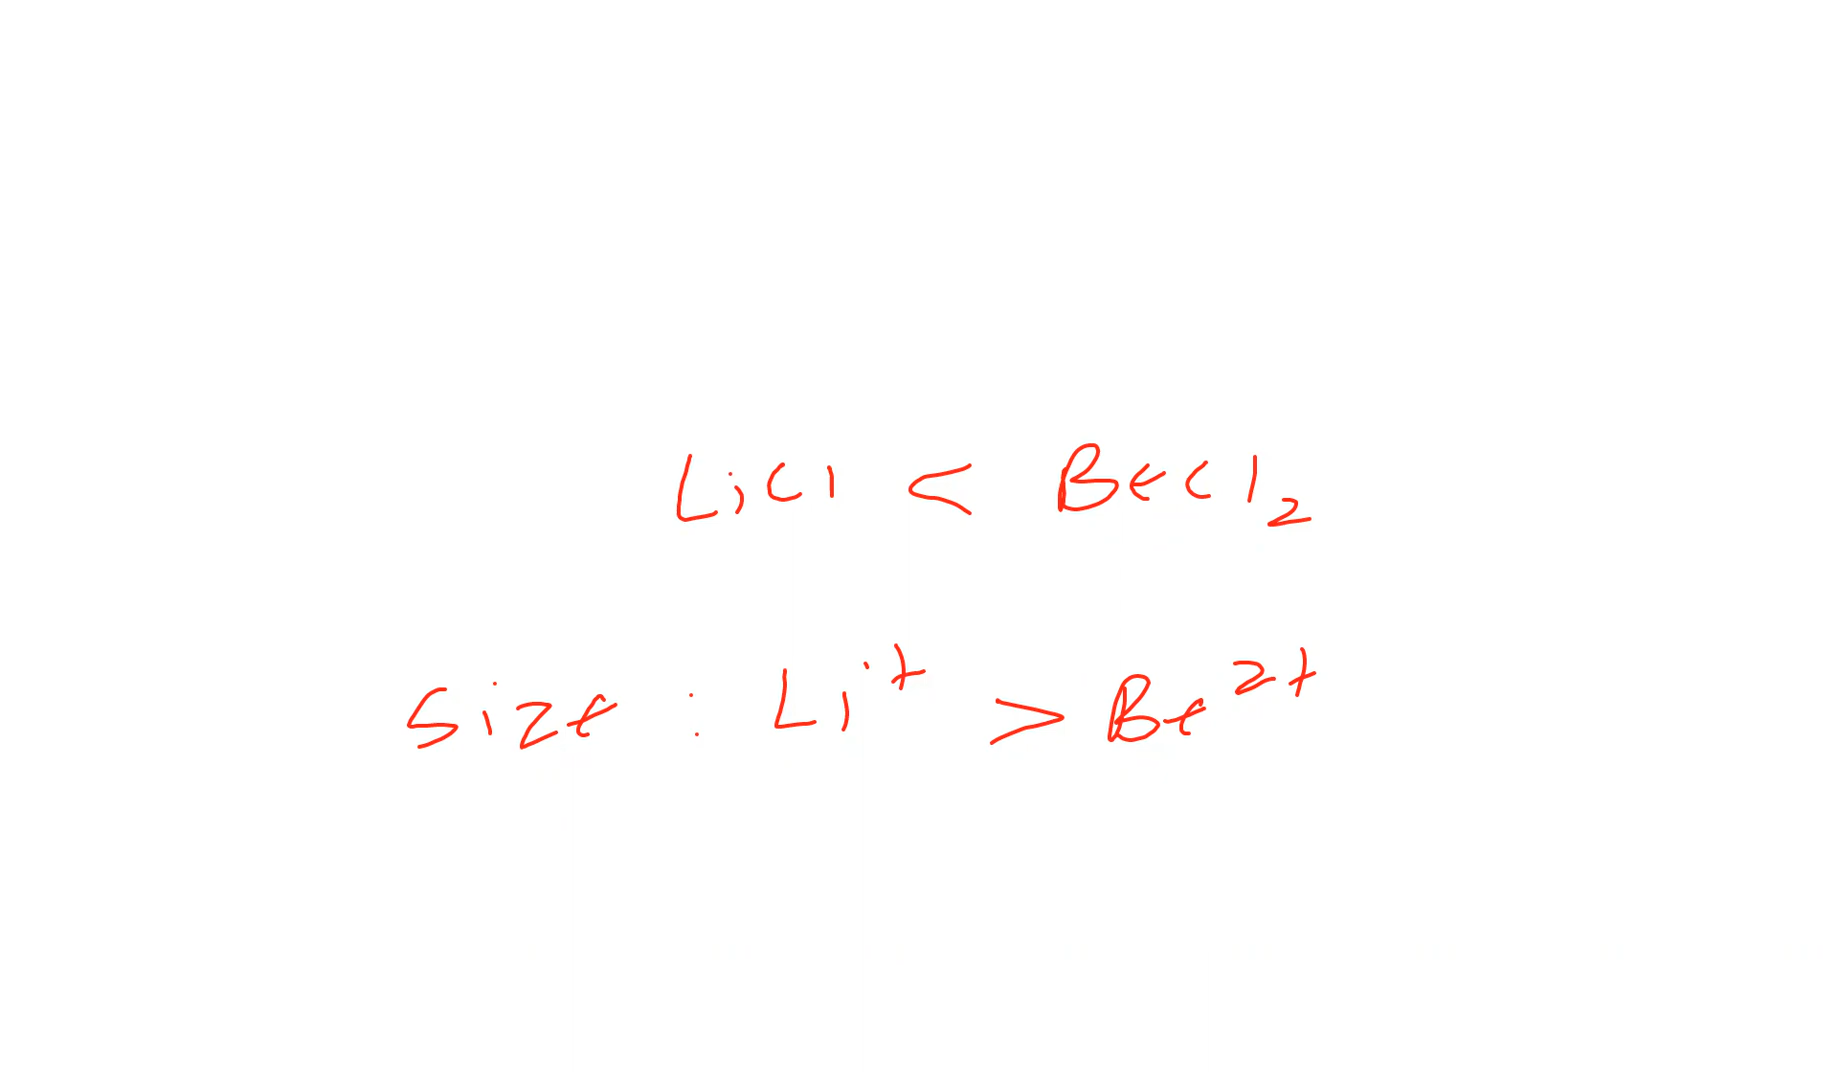 LiCl < BeCl₂
Size : Li⁺ > Be²⁺